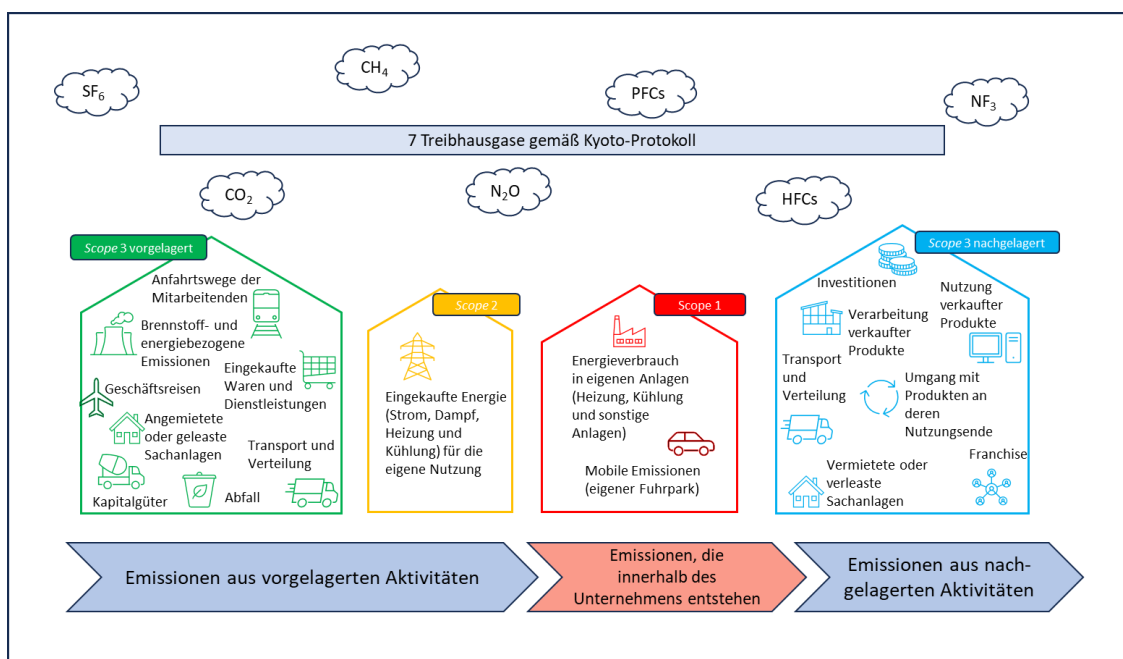 SF₆
CH₄
PFCs
NF₃
7 Treibhausgase gemäß Kyoto-Protokoll
CO₂
N₂O
HFCs
Scope 3 vorgelagert
Anfahrtswege der
Mitarbeitenden
Brennstoff- und
energiebezogene
Emissionen
Eingekaufte
Waren und
Dienstleistungen
Geschäftsreisen
Angemietete
oder geleaste
Sachanlagen
Transport und
Verteilung
Kapitalgüter
Abfall
Scope 2
Eingekaufte Energie
(Strom, Dampf,
Heizung und
Kühlung) für die
eigene Nutzung
Scope 1
Energieverbrauch
in eigenen Anlagen
(Heizung, Kühlung
und sonstige
Anlagen)
Mobile Emissionen
(eigener Fuhrpark)
Scope 3 nachgelagert
Investitionen
Nutzung
verkaufter
Produkte
Verarbeitung
verkaufter
Produkte
Transport
und
Verteilung
Umgang mit
Produkten an
deren
Nutzungsende
Franchise
Vermietete oder
verleaste
Sachanlagen
Emissionen aus vorgelagerten Aktivitäten
Emissionen, die
innerhalb des
Unternehmens entstehen
Emissionen aus nach-
gelagerten Aktivitäten